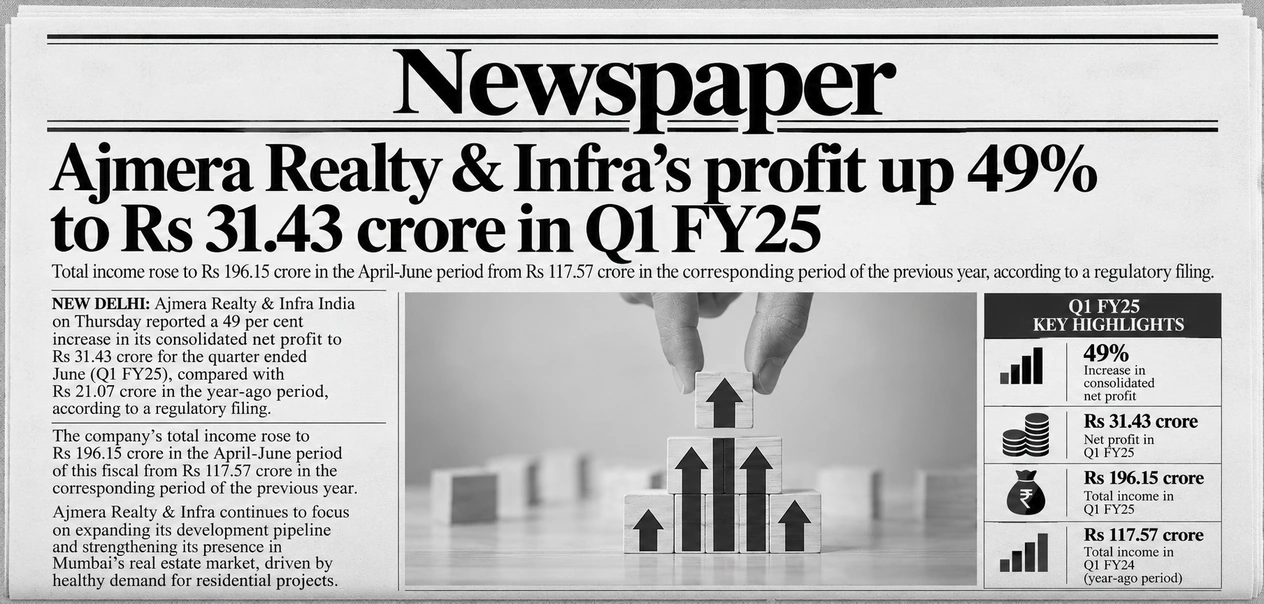 Newspaper
Ajmera Realty & Infra's profit up 49%
to Rs 31.43 crore in Q1 FY25
Total income rose to Rs 196.15 crore in the April-June period from Rs 117.57 crore in the corresponding period of the previous year, according to a regulatory filing.
NEW DELHI: Ajmera Realty & Infra India
on Thursday reported a 49 per cent
increase in its consolidated net profit to
Rs 31.43 crore for the quarter ended
June (Q1 FY25), compared with
Rs 21.07 crore in the year-ago period,
according to a regulatory filing.
The company's total income rose to
Rs 196.15 crore in the April-June period
of this fiscal from Rs 117.57 crore in the
corresponding period of the previous year.
Ajmera Realty & Infra continues to focus
on expanding its development pipeline
and strengthening its presence in
Mumbai's real estate market, driven by
healthy demand for residential projects.
Q1 FY25
KEY HIGHLIGHTS
49%
Increase in
consolidated
net profit
Rs 31.43 crore
Net profit in
Q1 FY25
₹
Rs 196.15 crore
Total income in
Q1 FY25
Rs 117.57 crore
Total income in
Q1 FY24
(year-ago period)